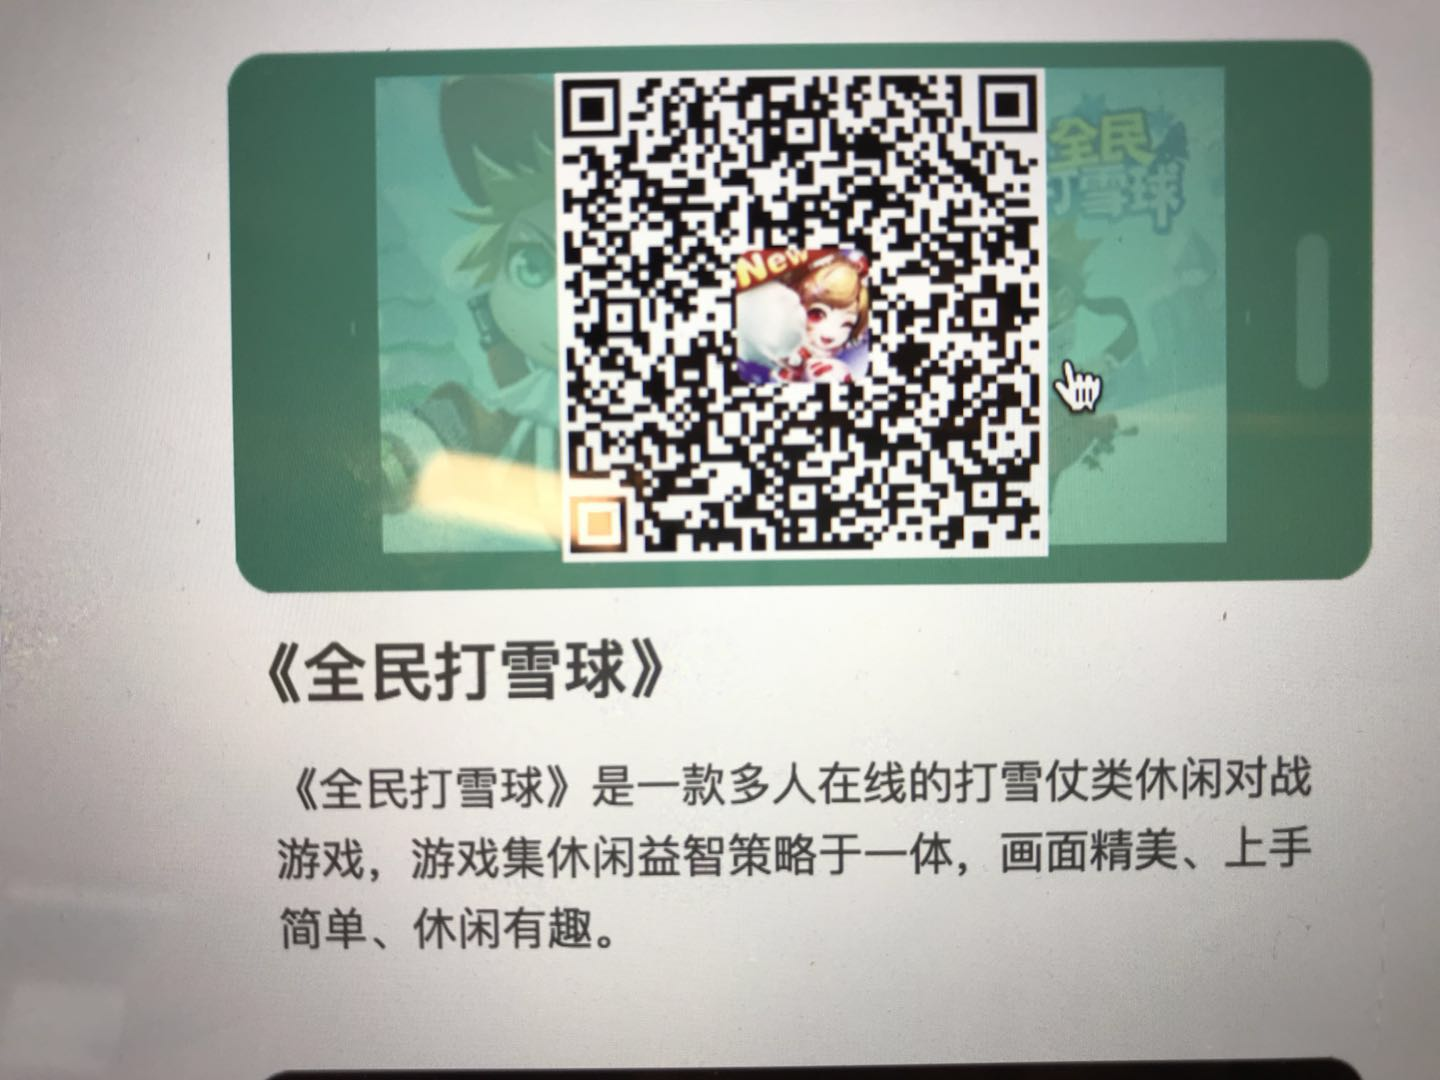 全民
打雪球
New
《全民打雪球》
《全民打雪球》是一款多人在线的打雪仗类休闲对战
游戏，游戏集休闲益智策略于一体，画面精美、上手
简单、休闲有趣。